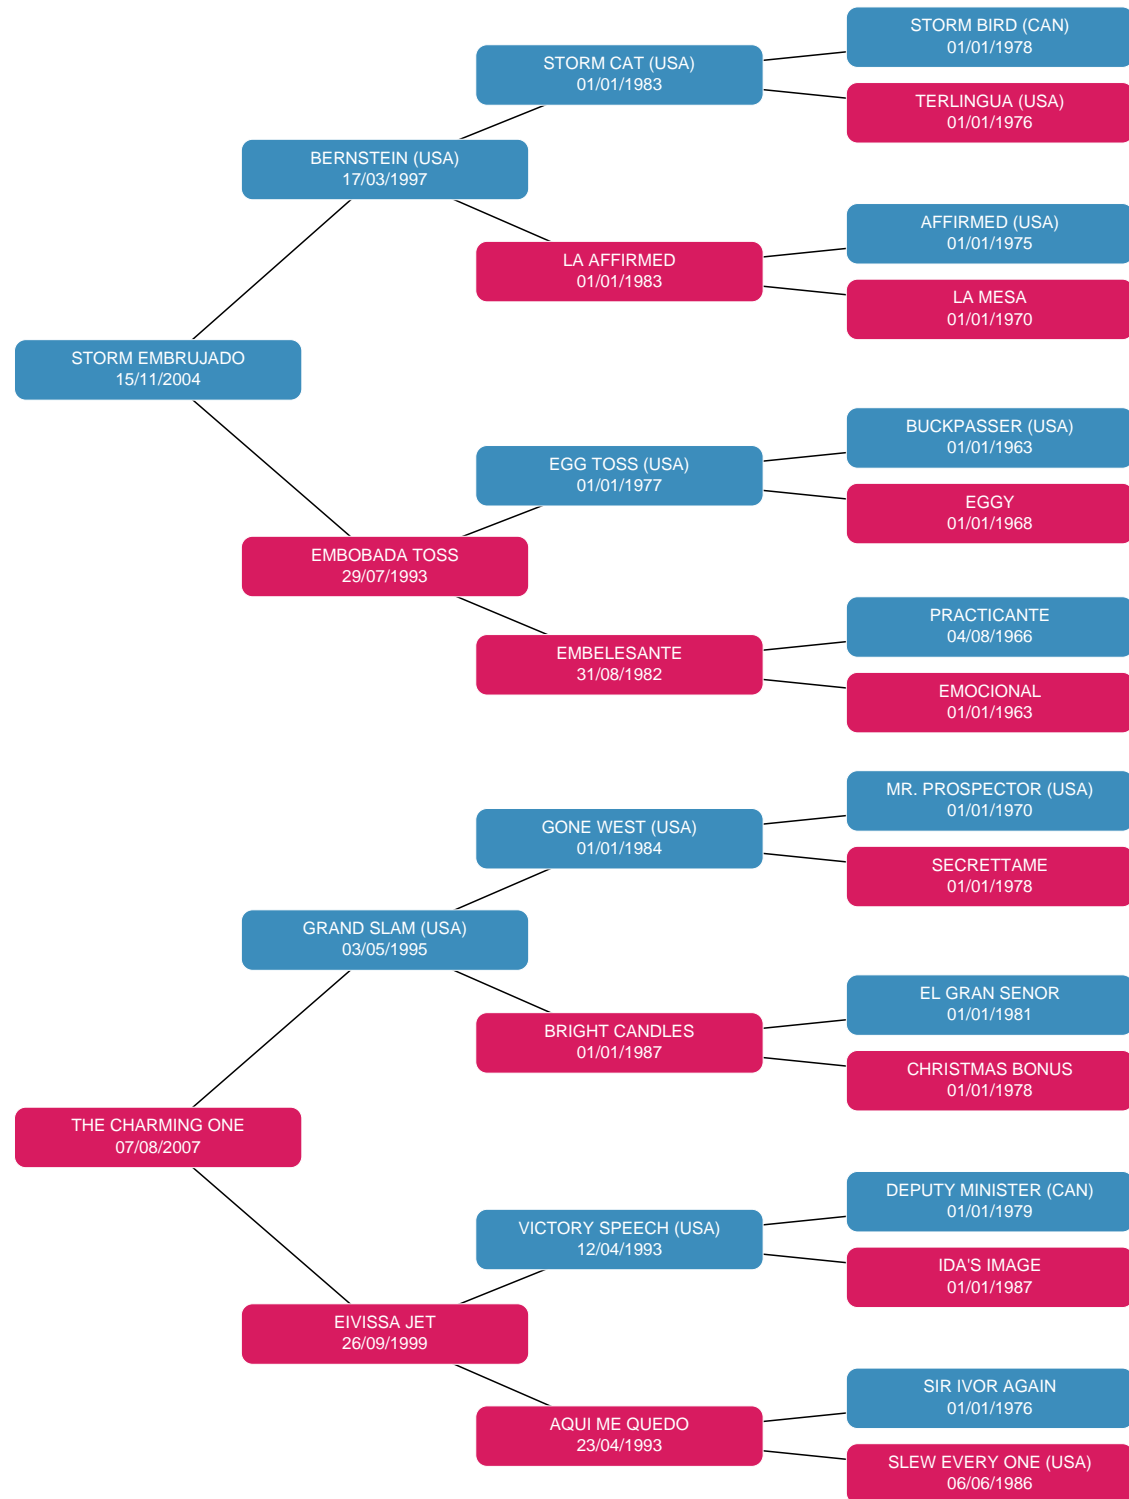 STORM BIRD (CAN)
01/01/1978
STORM CAT (USA)
01/01/1983
TERLINGUA (USA)
01/01/1976
BERNSTEIN (USA)
17/03/1997
AFFIRMED (USA)
01/01/1975
LA AFFIRMED
01/01/1983
LA MESA
01/01/1970
STORM EMBRUJADO
15/11/2004
BUCKPASSER (USA)
01/01/1963
EGG TOSS (USA)
01/01/1977
EGGY
01/01/1968
EMBOBADA TOSS
29/07/1993
PRACTICANTE
04/08/1966
EMBELESANTE
31/08/1982
EMOCIONAL
01/01/1963
MR. PROSPECTOR (USA)
01/01/1970
GONE WEST (USA)
01/01/1984
SECRETTAME
01/01/1978
GRAND SLAM (USA)
03/05/1995
EL GRAN SENOR
01/01/1981
BRIGHT CANDLES
01/01/1987
CHRISTMAS BONUS
01/01/1978
THE CHARMING ONE
07/08/2007
DEPUTY MINISTER (CAN)
01/01/1979
VICTORY SPEECH (USA)
12/04/1993
IDA'S IMAGE
01/01/1987
EIVISSA JET
26/09/1999
SIR IVOR AGAIN
01/01/1976
AQUI ME QUEDO
23/04/1993
SLEW EVERY ONE (USA)
06/06/1986